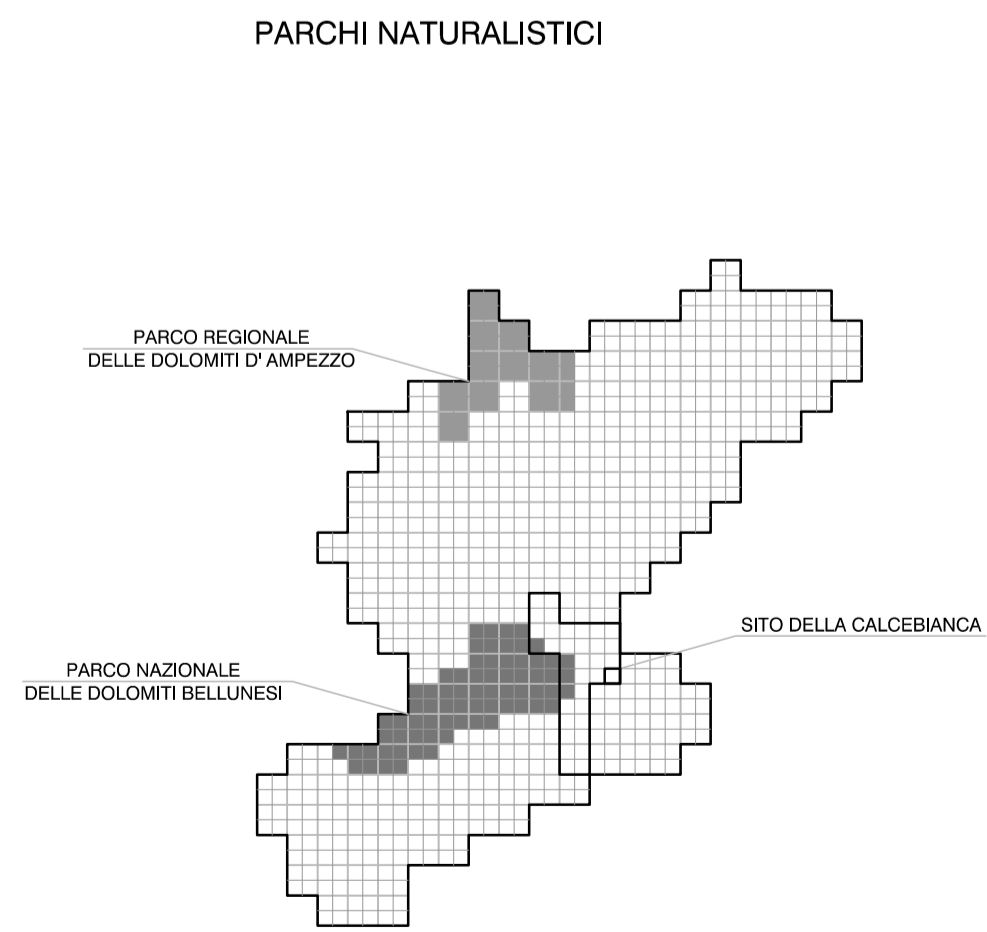 PARCHI NATURALISTICI
PARCO REGIONALE
DELLE DOLOMITI D' AMPEZZO
SITO DELLA CALCEBIANCA
PARCO NAZIONALE
DELLE DOLOMITI BELLUNESI